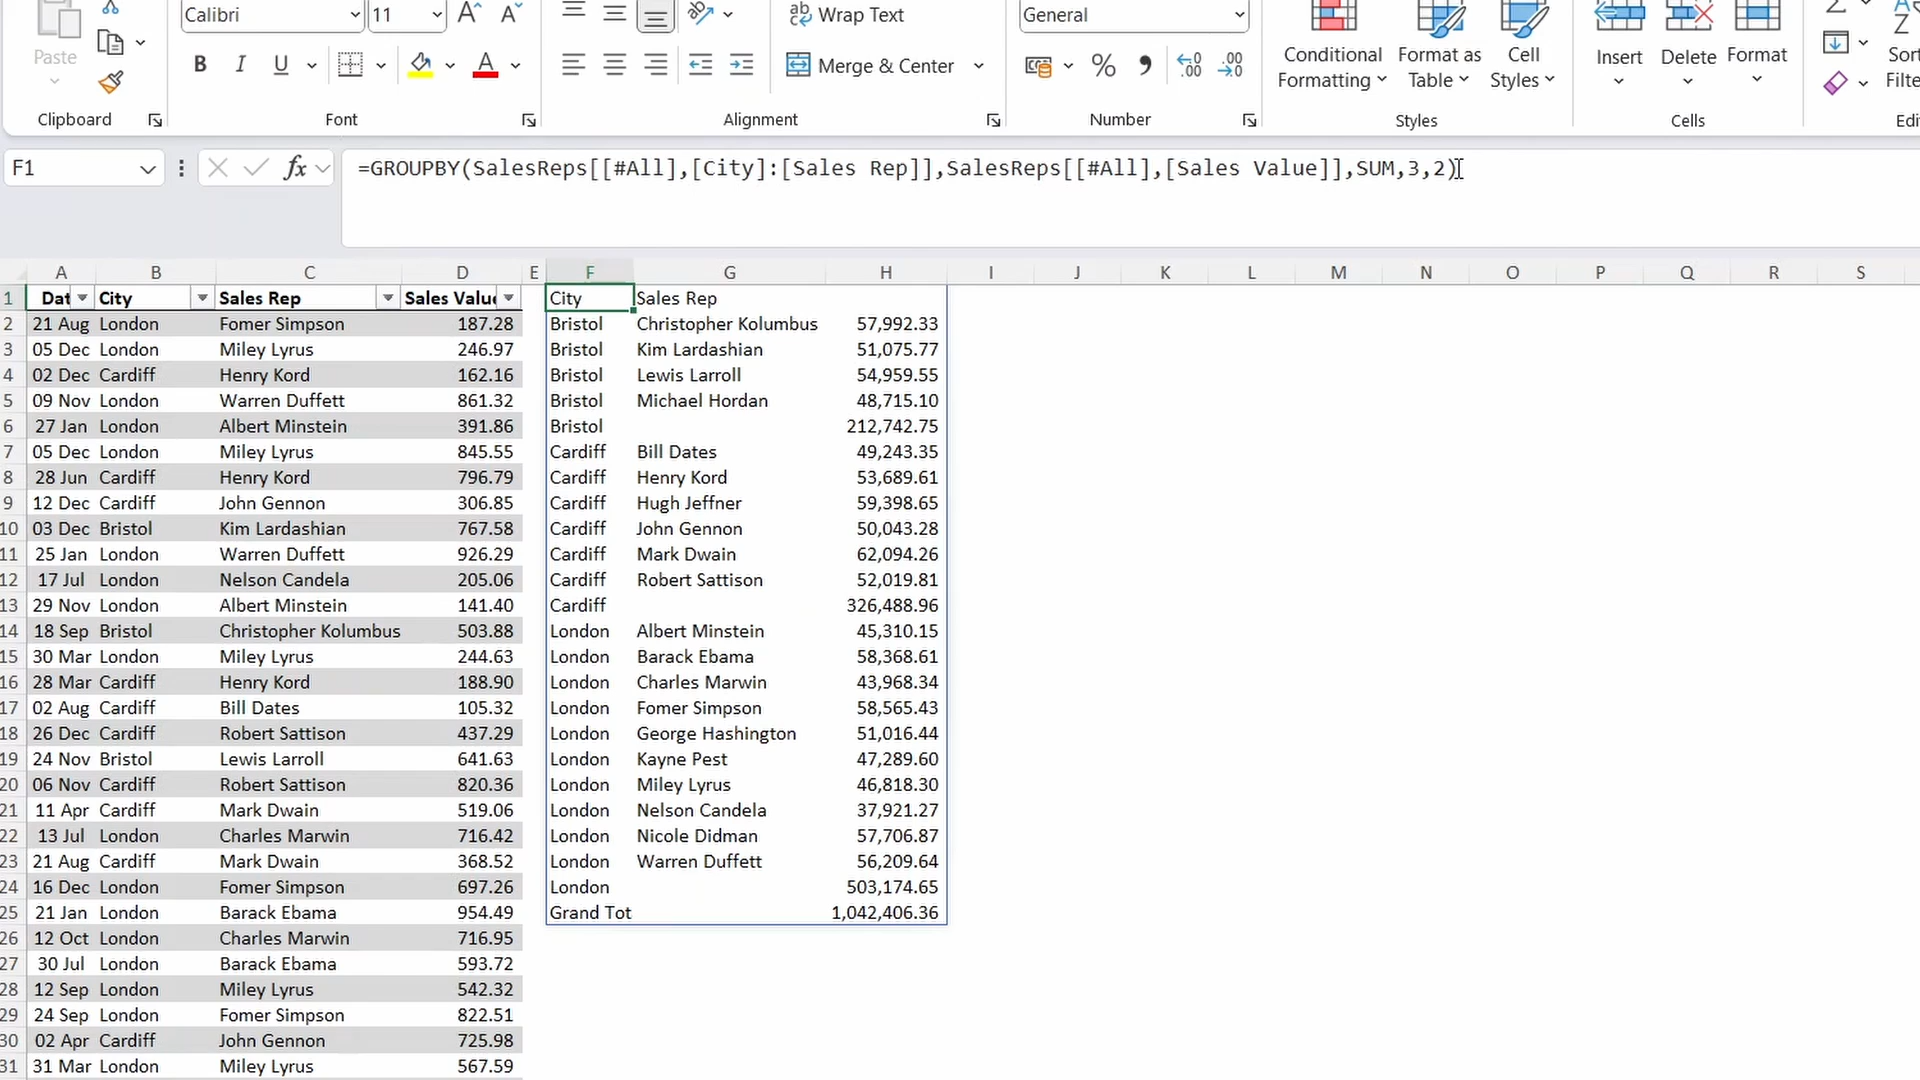 Calibri 11 A A ab Wrap Text General
Paste B I U A Merge & Center % 9 .00 .00 Conditional Formatting Format as Table Cell Styles Insert Delete Format Sort
Clipboard Font Alignment Number Styles Cells
F1 fx =GROUPBY(SalesReps[[#All],[City]:[Sales Rep]],SalesReps[[#All],[Sales Value]],SUM,3,2)
A B C D E F G H I J K L M N O P Q R S
1 Dat City Sales Rep Sales Valu City Sales Rep
2 21 Aug London Fomer Simpson 187.28 Bristol Christopher Kolumbus 57,992.33
3 05 Dec London Miley Lyrus 246.97 Bristol Kim Lardashian 51,075.77
4 02 Dec Cardiff Henry Kord 162.16 Bristol Lewis Larroll 54,959.55
5 09 Nov London Warren Duffett 861.32 Bristol Michael Hordan 48,715.10
6 27 Jan London Albert Minstein 391.86 Bristol 212,742.75
7 05 Dec London Miley Lyrus 845.55 Cardiff Bill Dates 49,243.35
8 28 Jun Cardiff Henry Kord 796.79 Cardiff Henry Kord 53,689.61
9 12 Dec Cardiff John Gennon 306.85 Cardiff Hugh Jeffner 59,398.65
10 03 Dec Bristol Kim Lardashian 767.58 Cardiff John Gennon 50,043.28
11 25 Jan London Warren Duffett 926.29 Cardiff Mark Dwain 62,094.26
12 17 Jul London Nelson Candela 205.06 Cardiff Robert Sattison 52,019.81
13 29 Nov London Albert Minstein 141.40 Cardiff 326,488.96
14 18 Sep Bristol Christopher Kolumbus 503.88 London Albert Minstein 45,310.15
15 30 Mar London Miley Lyrus 244.63 London Barack Ebama 58,368.61
16 28 Mar Cardiff Henry Kord 188.90 London Charles Marwin 43,968.34
17 02 Aug Cardiff Bill Dates 105.32 London Fomer Simpson 58,565.43
18 26 Dec Cardiff Robert Sattison 437.29 London George Hashington 51,016.44
19 24 Nov Bristol Lewis Larroll 641.63 London Kayne Pest 47,289.60
20 06 Nov Cardiff Robert Sattison 820.36 London Miley Lyrus 46,818.30
21 11 Apr Cardiff Mark Dwain 519.06 London Nelson Candela 37,921.27
22 13 Jul London Charles Marwin 716.42 London Nicole Didman 57,706.87
23 21 Aug Cardiff Mark Dwain 368.52 London Warren Duffett 56,209.64
24 16 Dec London Fomer Simpson 697.26 London 503,174.65
25 21 Jan London Barack Ebama 954.49 Grand Tot 1,042,406.36
26 12 Oct London Charles Marwin 716.95
27 30 Jul London Barack Ebama 593.72
28 12 Sep London Miley Lyrus 542.32
29 24 Sep London Fomer Simpson 822.51
30 02 Apr Cardiff John Gennon 725.98
31 31 Mar London Miley Lyrus 567.59